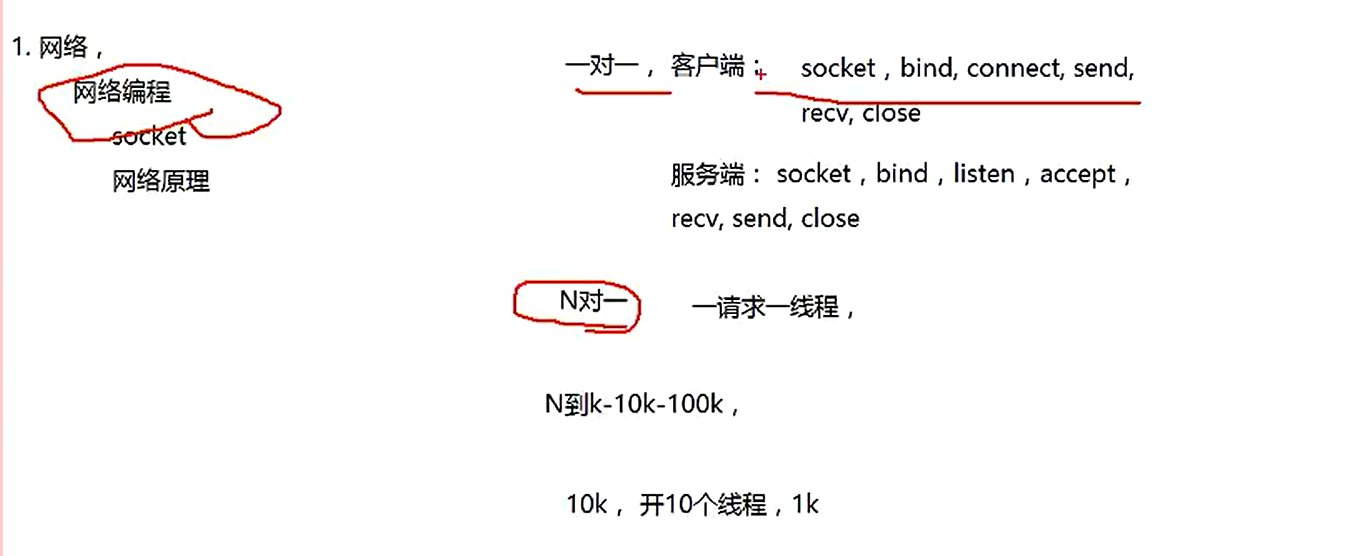 1. 网络，
网络编程
socket
网络原理
一对一， 客户端： socket，bind, connect, send,
recv, close
服务端： socket，bind，listen，accept，
recv, send, close
N对一 一请求一线程，
N到k-10k-100k，
10k， 开10个线程，1k